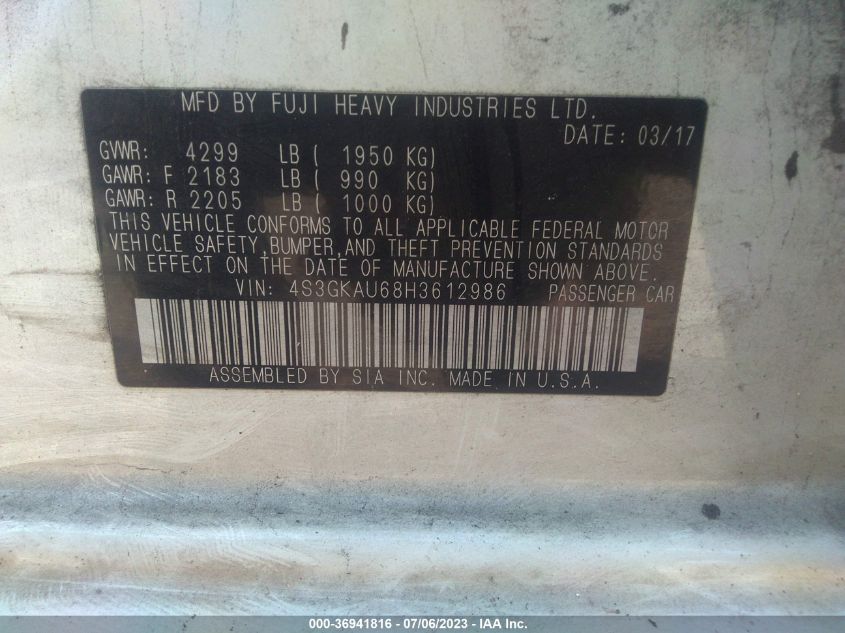 MFD BY FUJI HEAVY INDUSTRIES LTD.
DATE: 03/17
GVWR: 4299 LB ( 1950 KG)
GAWR: F 2183 LB ( 990 KG)
GAWR: R 2205 LB ( 1000 KG)
THIS VEHICLE CONFORMS TO ALL APPLICABLE FEDERAL MOTOR
VEHICLE SAFETY, BUMPER, AND THEFT PREVENTION STANDARDS
IN EFFECT ON THE DATE OF MANUFACTURE SHOWN ABOVE.
VIN: 4S3GKAU68H3612986 PASSENGER CAR
ASSEMBLED BY SIA INC. MADE IN U.S.A.
000-36941816 - 07/06/2023 - IAA Inc.